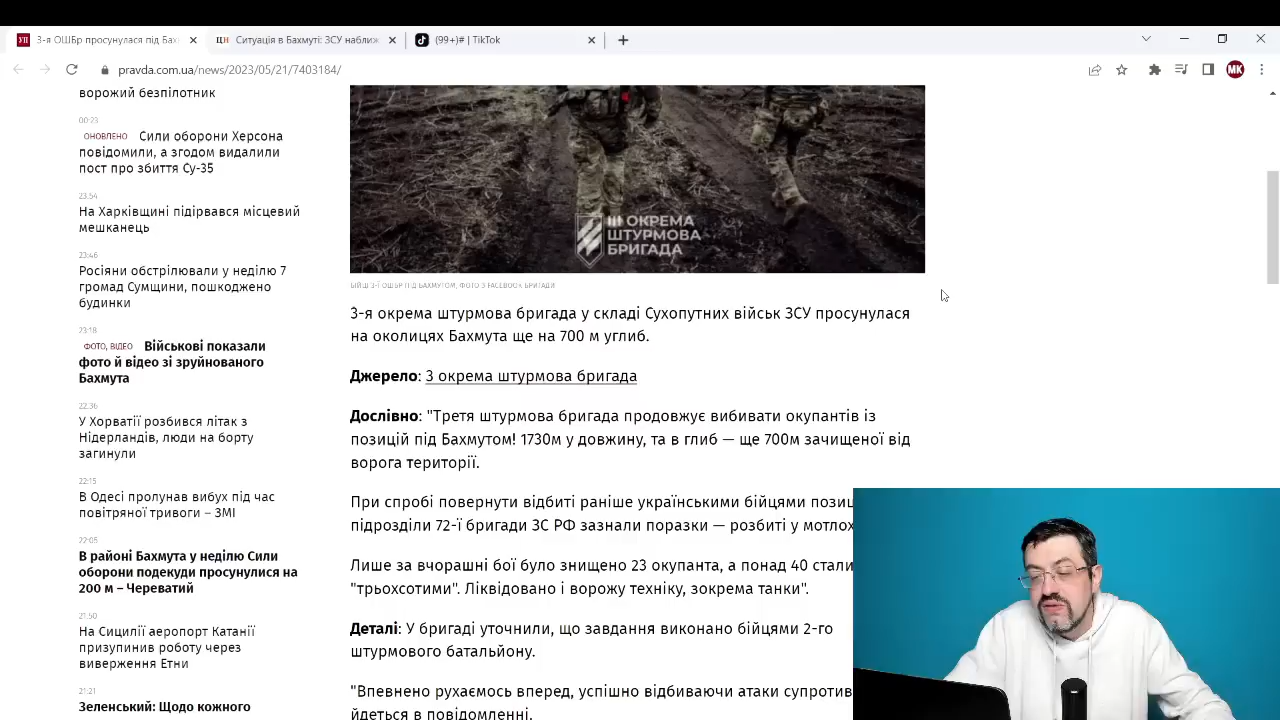 3-я ОШБр просунулася під Бах
Ситуація в Бахмуті: ЗСУ наближ
(99+)# | TikTok
pravda.com.ua/news/2023/05/21/7403184/
MK
ворожий безпілотник
00:23
ОНОВЛЕНО Сили оборони Херсона
повідомили, а згодом видалили
пост про збиття Су-35
23:54
На Харківщині підірвався місцевий
мешканець
23:46
Росіяни обстрілювали у неділю 7
громад Сумщини, пошкоджено
будинки
23:18
ФОТО, ВІДЕО Військові показали
фото й відео зі зруйнованого
Бахмута
22:36
У Хорватії розбився літак з
Нідерландів, люди на борту
загинули
22:15
В Одесі пролунав вибух під час
повітряної тривоги – ЗМІ
22:05
В районі Бахмута у неділю Сили
оборони подекуди просунулися на
200 м – Череватий
21:50
На Сицилії аеропорт Катанії
призупинив роботу через
виверження Етни
21:21
Зеленський: Щодо кожного
III ОКРЕМА
ШТУРМОВА
БРИГАДА
БІЙЦІ 3-Ї ОШБР ПІД БАХМУТОМ, ФОТО З FACEBOOK БРИГАДИ
3-я окрема штурмова бригада у складі Сухопутних військ ЗСУ просунулася
на околицях Бахмута ще на 700 м углиб.
Джерело: 3 окрема штурмова бригада
Дослівно: "Третя штурмова бригада продовжує вибивати окупантів із
позицій під Бахмутом! 1730м у довжину, та в глиб — ще 700м зачищеної від
ворога території.
При спробі повернути відбиті раніше українськими бійцями пози
підрозділи 72-ї бригади ЗС РФ зазнали поразки — розбиті у мотлох
Лише за вчорашні бої було знищено 23 окупанта, а понад 40 стали
"трьохсотими". Ліквідовано і ворожу техніку, зокрема танки".
Деталі: У бригаді уточнили, що завдання виконано бійцями 2-го
штурмового батальйону.
"Впевнено рухаємось вперед, успішно відбиваючи атаки супротив
йдеться в повідомленні.